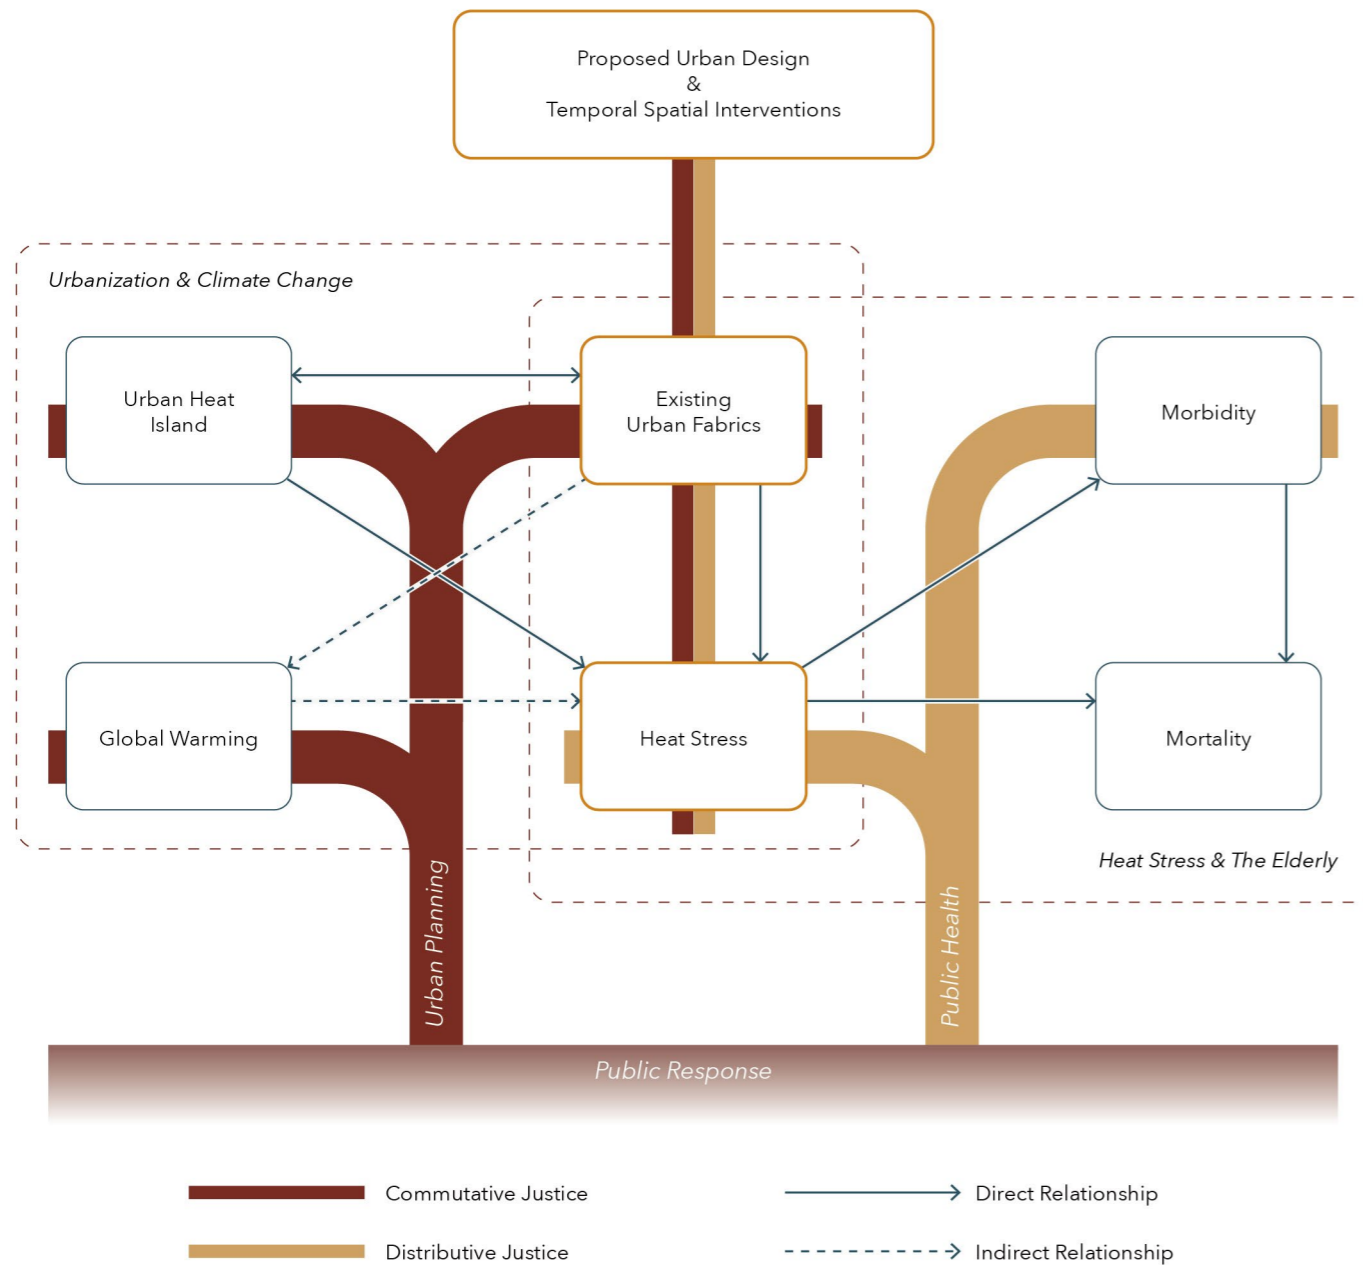 Proposed Urban Design
&
Temporal Spatial Interventions
Urbanization & Climate Change
Urban Heat
Island
Existing
Urban Fabrics
Morbidity
Global Warming
Heat Stress
Mortality
Heat Stress & The Elderly
Urban Planning
Public Health
Public Response
Commutative Justice
Direct Relationship
Distributive Justice
Indirect Relationship